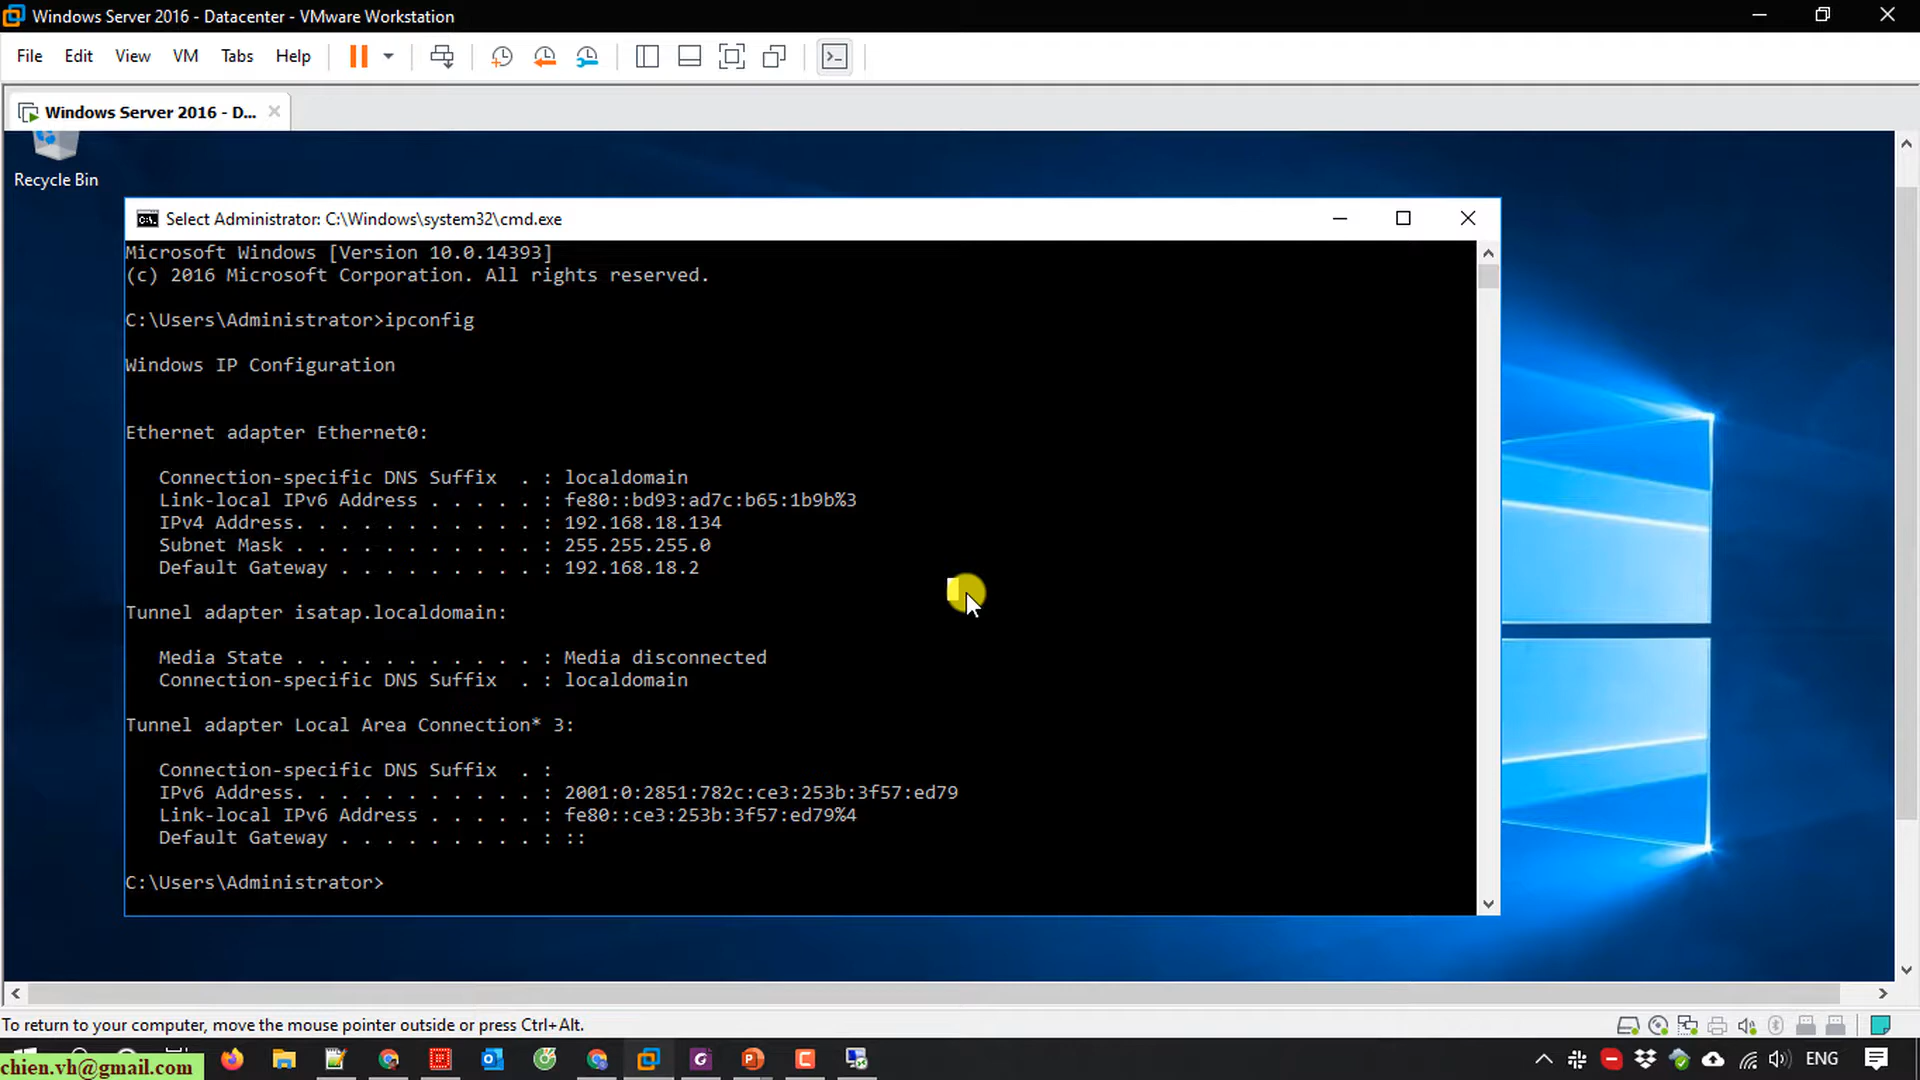 Windows Server 2016 - Datacenter - VMware Workstation
File Edit View VM Tabs Help
Windows Server 2016 - D...
Recycle Bin
Select Administrator: C:\Windows\system32\cmd.exe
Microsoft Windows [Version 10.0.14393]
(c) 2016 Microsoft Corporation. All rights reserved.
C:\Users\Administrator>ipconfig
Windows IP Configuration
Ethernet adapter Ethernet0:
Connection-specific DNS Suffix  . : localdomain
Link-local IPv6 Address . . . . . : fe80::bd93:ad7c:b65:1b9b%3
IPv4 Address. . . . . . . . . . . : 192.168.18.134
Subnet Mask . . . . . . . . . . . : 255.255.255.0
Default Gateway . . . . . . . . . : 192.168.18.2
Tunnel adapter isatap.localdomain:
Media State . . . . . . . . . . . : Media disconnected
Connection-specific DNS Suffix  . : localdomain
Tunnel adapter Local Area Connection* 3:
Connection-specific DNS Suffix  . :
IPv6 Address. . . . . . . . . . . : 2001:0:2851:782c:ce3:253b:3f57:ed79
Link-local IPv6 Address . . . . . : fe80::ce3:253b:3f57:ed79%4
Default Gateway . . . . . . . . . : ::
C:\Users\Administrator>
To return to your computer, move the mouse pointer outside or press Ctrl+Alt.
chien.vh@gmail.com
ENG